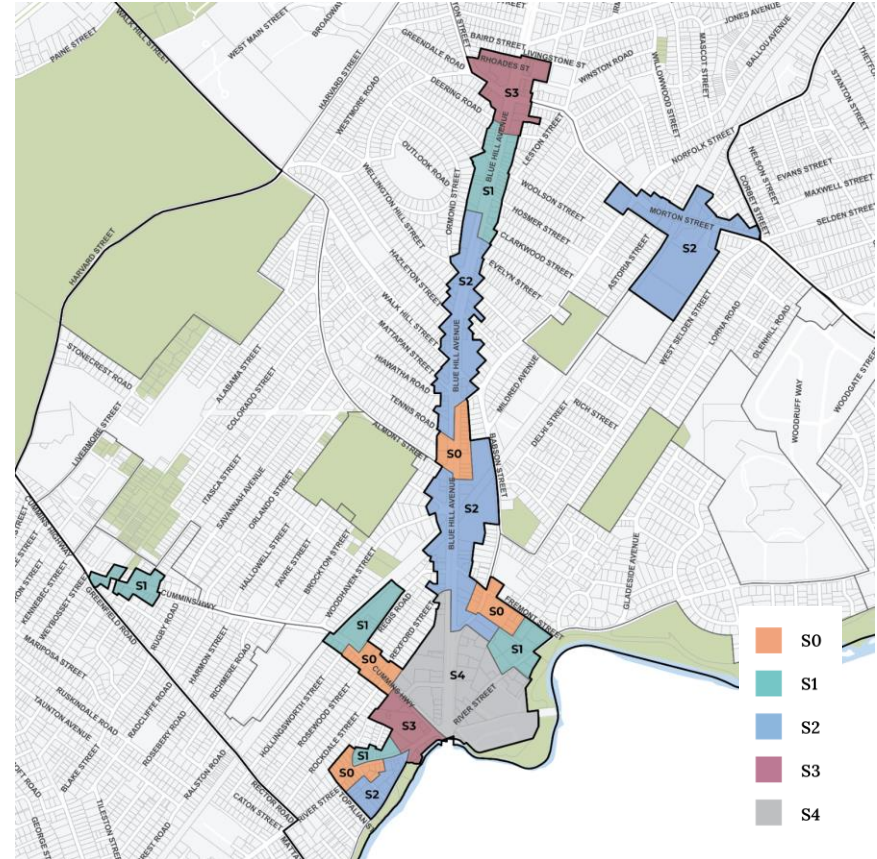 PAINE STREET
WALK HILL STREET
WEST MAIN STREET
BROADWAY
HARVARD STREET
WESTMORE ROAD
GREENDALE ROAD
BAIRD STREET
LIVINGSTONE ST
RHOADES ST
S3
DEERING ROAD
WINSTON ROAD
JONES AVENUE
MASCOT STREET
BALLOU AVENUE
WILLOWWOOD STREET
STANTON STREET
NORFOLK STREET
NELSON STREET
CORBET STREET
EVANS STREET
MAXWELL STREET
SELDEN STREET
OUTLOOK ROAD
BLUE HILL AVENUE
LESTON STREET
S1
WELLINGTON HILL STREET
ORMOND STREET
WOOLSON STREET
HOSMER STREET
CLARKWOOD STREET
EVELYN STREET
MORTON STREET
S2
ASTORIA STREET
HARVARD STREET
HAZLETON STREET
S2
WALK HILL STREET
MATTAPAN STREET
HIAWATHA ROAD
TENNIS ROAD
BLUE HILL AVENUE
MILDRED AVENUE
WEST SELDEN STREET
LORNA ROAD
GLENHILL ROAD
WOODGATE STREET
WOODRUFF WAY
STONECREST ROAD
ALABAMA STREET
COLORADO STREET
LIVERMORE STREET
ALMONT STREET
DELHI STREET
RICH STREET
S0
BABSON STREET
ITASCA STREET
SAVANNAH AVENUE
ORLANDO STREET
S2
BLUE HILL AVENUE
CUMMINS HIGHWAY
HALLOWELL STREET
FAVRE STREET
BROCKTON STREET
WOODHAVEN STREET
GLADESIDE AVENUE
KENNEBEC STREET
WEYBOSSET STREET
S1
CUMMINS HWY
GREENFIELD ROAD
RUGBY ROAD
REGIS ROAD
REXFORD STREET
S1
S0
FREMONT STREET
S1
MARIPOSA STREET
HARMON STREET
RICHMERE ROAD
S0
CUMMINS HWY
S4
RIVER STREET
RUSKINDALE ROAD
TAUNTON AVENUE
RADCLIFFE ROAD
ROSEBERY ROAD
HOLLINGSWORTH STREET
ROSEWOOD STREET
ROCKDALE STREET
S3
BLAKE STREET
RALSTON ROAD
S1
S0
S2
RECTOR ROAD
CATON STREET
TOPALIAN ST
TILESTON STREET
S0
S1
S2
S3
S4